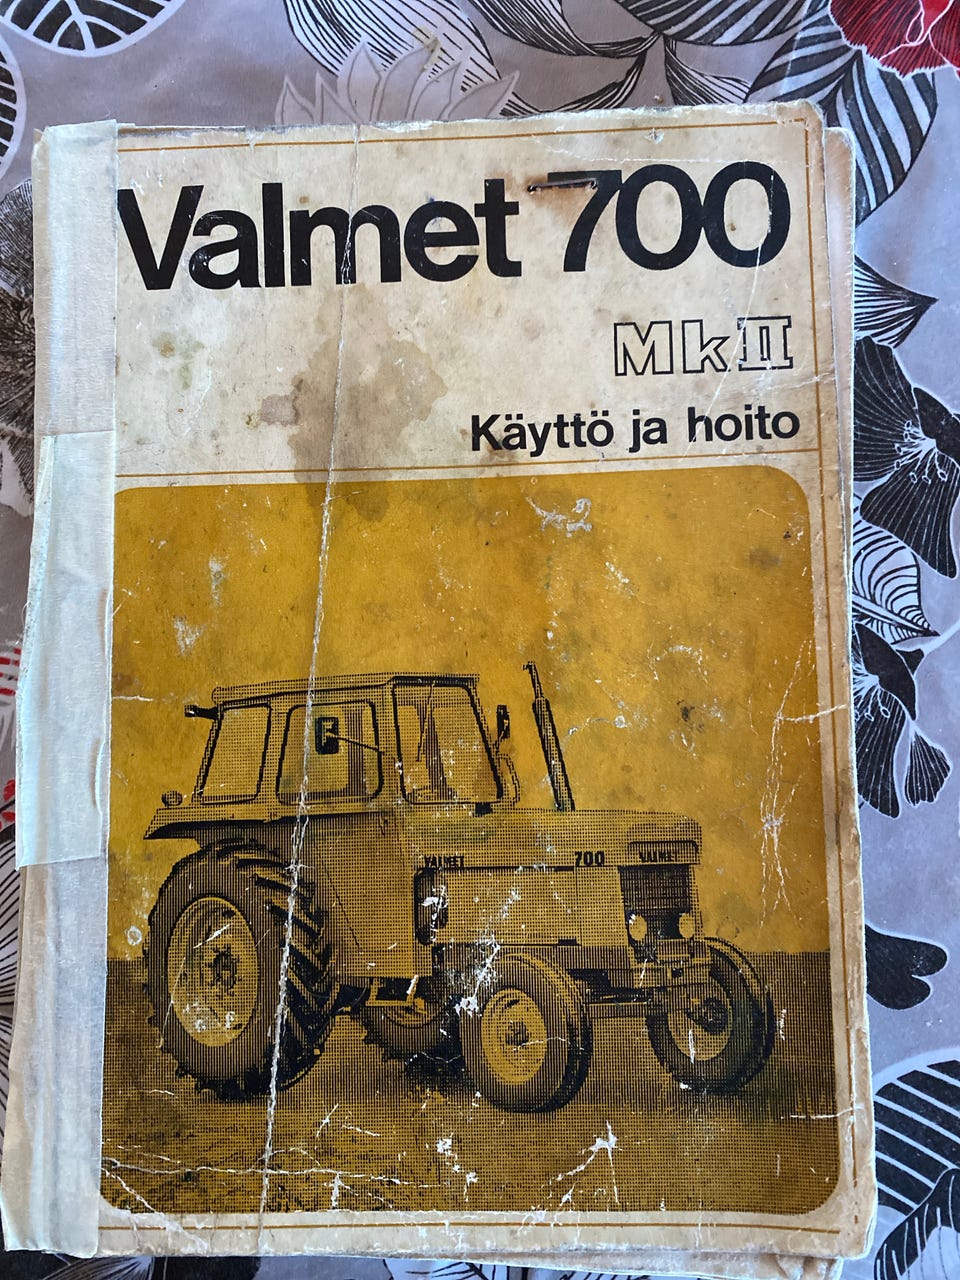 Valmet 700
Mk II
Käyttö ja hoito
VALMET 700 VALMET